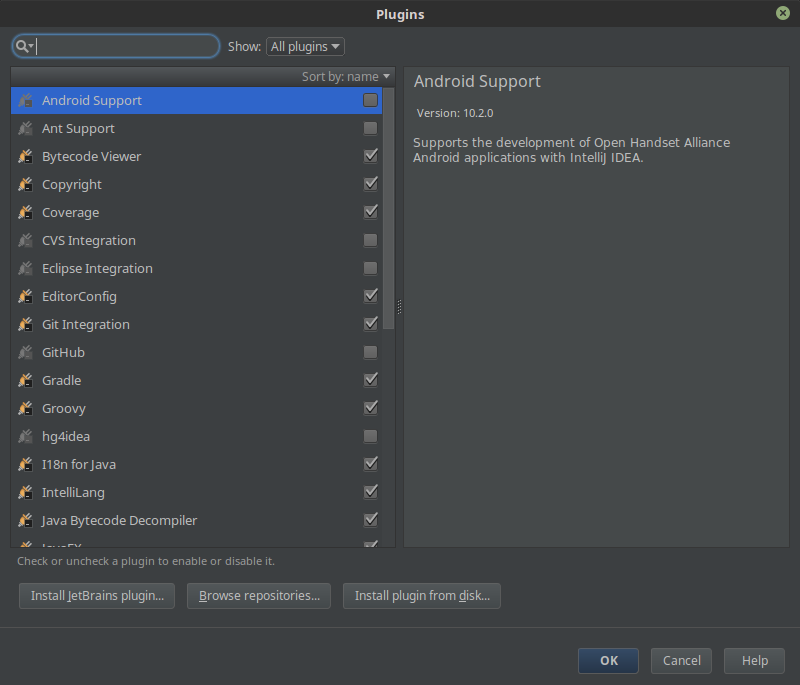 Plugins
Show: All plugins
Sort by: name
Android Support
Ant Support
Bytecode Viewer
Copyright
Coverage
CVS Integration
Eclipse Integration
EditorConfig
Git Integration
GitHub
Gradle
Groovy
hg4idea
I18n for Java
IntelliLang
Java Bytecode Decompiler
Android Support
Version: 10.2.0
Supports the development of Open Handset Alliance
Android applications with IntelliJ IDEA.
Check or uncheck a plugin to enable or disable it.
Install JetBrains plugin...
Browse repositories...
Install plugin from disk...
OK
Cancel
Help